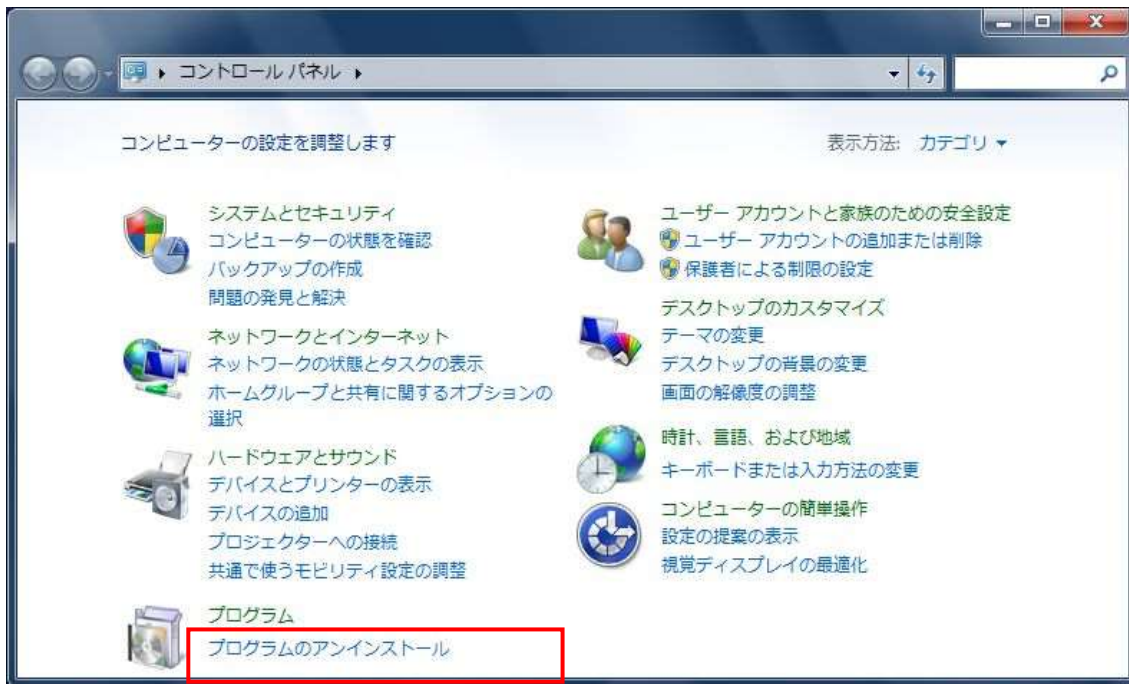 コントロール パネル
コンピューターの設定を調整します
表示方法: カテゴリ
システムとセキュリティ
コンピューターの状態を確認
バックアップの作成
問題の発見と解決
ネットワークとインターネット
ネットワークの状態とタスクの表示
ホームグループと共有に関するオプションの
選択
ハードウェアとサウンド
デバイスとプリンターの表示
デバイスの追加
プロジェクターへの接続
共通で使うモビリティ設定の調整
プログラム
プログラムのアンインストール
ユーザー アカウントと家族のための安全設定
ユーザー アカウントの追加または削除
保護者による制限の設定
デスクトップのカスタマイズ
テーマの変更
デスクトップの背景の変更
画面の解像度の調整
時計、言語、および地域
キーボードまたは入力方法の変更
コンピューターの簡単操作
設定の提案の表示
視覚ディスプレイの最適化